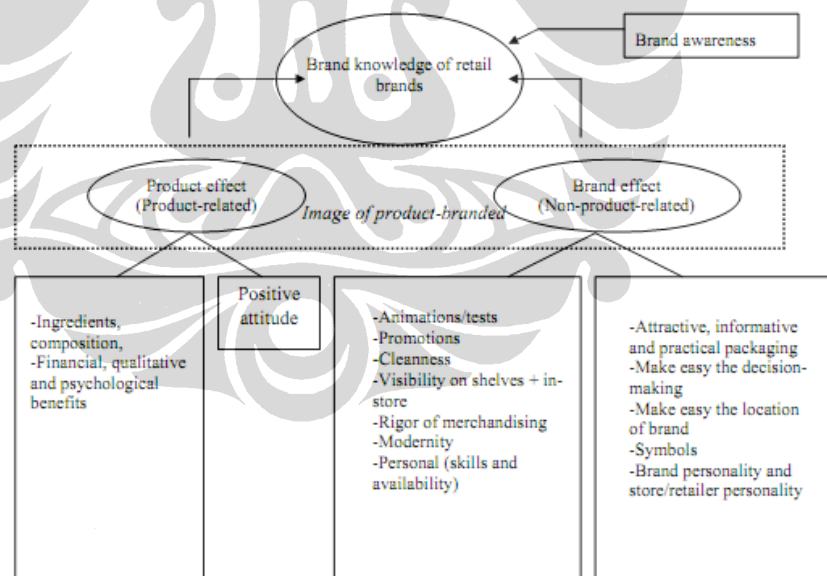 Brand awareness
Brand knowledge of retail
brands
Product effect
(Product-related)
Image of product-branded
Brand effect
(Non-product-related)
-Ingredients,
composition,
-Financial, qualitative
and psychological
benefits
Positive
attitude
-Animations/tests
-Promotions
-Cleanness
-Visibility on shelves + in-
store
-Rigor of merchandising
-Modernity
-Personal (skills and
availability)
-Attractive, informative
and practical packaging
-Make easy the decision-
making
-Make easy the location
of brand
-Symbols
-Brand personality and
store/retailer personality